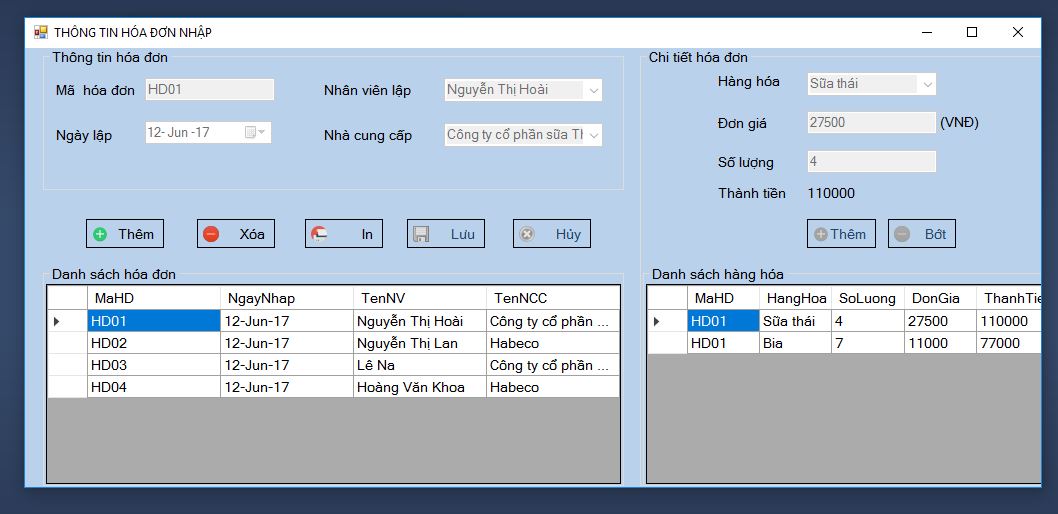 THÔNG TIN HÓA ĐƠN NHẬP
Thông tin hóa đơn
Mã hóa đơn HD01 Nhân viên lập Nguyễn Thị Hoài
Ngày lập 12- Jun -17 Nhà cung cấp Công ty cổ phần sữa Th
Thêm Xóa In Lưu Hủy
Danh sách hóa đơn
MaHD NgayNhap TenNV TenNCC
HD01 12-Jun-17 Nguyễn Thị Hoài Công ty cổ phần ...
HD02 12-Jun-17 Nguyễn Thị Lan Habeco
HD03 12-Jun-17 Lê Na Công ty cổ phần ...
HD04 12-Jun-17 Hoàng Văn Khoa Habeco
Chi tiết hóa đơn
Hàng hóa Sữa thái
Đơn giá 27500 (VNĐ)
Số lượng 4
Thành tiền 110000
Thêm Bớt
Danh sách hàng hóa
MaHD HangHoa SoLuong DonGia ThanhTie
HD01 Sữa thái 4 27500 110000
HD01 Bia 7 11000 77000